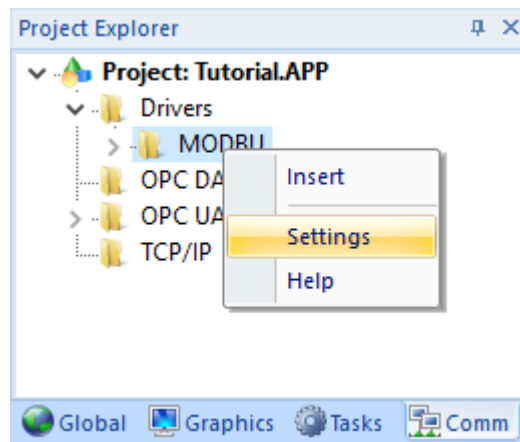 Project Explorer
Project: Tutorial.APP
Drivers
MODBU
Insert
OPC DA
OPC UA
Settings
TCP/IP
Help
Global Graphics Tasks Comm